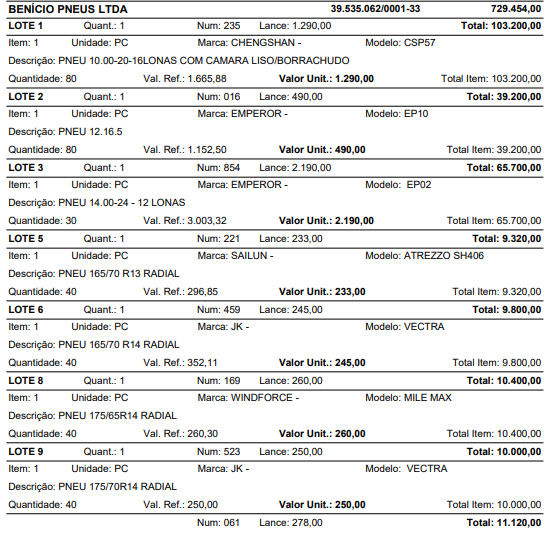 BENÍCIO PNEUS LTDA 39.535.062/0001-33 729.454,00
LOTE 1 Quant.: 1 Num: 235 Lance: 1.290,00 Total: 103.200,00
Item: 1 Unidade: PC Marca: CHENGSHAN - Modelo: CSP57
Descrição: PNEU 10.00-20-16LONAS COM CAMARA LISO/BORRACHUDO
Quantidade: 80 Val. Ref.: 1.665,88 Valor Unit.: 1.290,00 Total Item: 103.200,00
LOTE 2 Quant.: 1 Num: 016 Lance: 490,00 Total: 39.200,00
Item: 1 Unidade: PC Marca: EMPEROR - Modelo: EP10
Descrição: PNEU 12.16.5
Quantidade: 80 Val. Ref.: 1.152,50 Valor Unit.: 490,00 Total Item: 39.200,00
LOTE 3 Quant.: 1 Num: 854 Lance: 2.190,00 Total: 65.700,00
Item: 1 Unidade: PC Marca: EMPEROR - Modelo: EP02
Descrição: PNEU 14.00-24 - 12 LONAS
Quantidade: 30 Val. Ref.: 3.003,32 Valor Unit.: 2.190,00 Total Item: 65.700,00
LOTE 5 Quant.: 1 Num: 221 Lance: 233,00 Total: 9.320,00
Item: 1 Unidade: PC Marca: SAILUN - Modelo: ATREZZO SH406
Descrição: PNEU 165/70 R13 RADIAL
Quantidade: 40 Val. Ref.: 296,85 Valor Unit.: 233,00 Total Item: 9.320,00
LOTE 6 Quant.: 1 Num: 459 Lance: 245,00 Total: 9.800,00
Item: 1 Unidade: PC Marca: JK - Modelo: VECTRA
Descrição: PNEU 165/70 R14 RADIAL
Quantidade: 40 Val. Ref.: 352,11 Valor Unit.: 245,00 Total Item: 9.800,00
LOTE 8 Quant.: 1 Num: 169 Lance: 260,00 Total: 10.400,00
Item: 1 Unidade: PC Marca: WINDFORCE - Modelo: MILE MAX
Descrição: PNEU 175/65R14 RADIAL
Quantidade: 40 Val. Ref.: 260,30 Valor Unit.: 260,00 Total Item: 10.400,00
LOTE 9 Quant.: 1 Num: 523 Lance: 250,00 Total: 10.000,00
Item: 1 Unidade: PC Marca: JK - Modelo: VECTRA
Descrição: PNEU 175/70R14 RADIAL
Quantidade: 40 Val. Ref.: 250,00 Valor Unit.: 250,00 Total Item: 10.000,00
Num: 061 Lance: 278,00 Total: 11.120,00